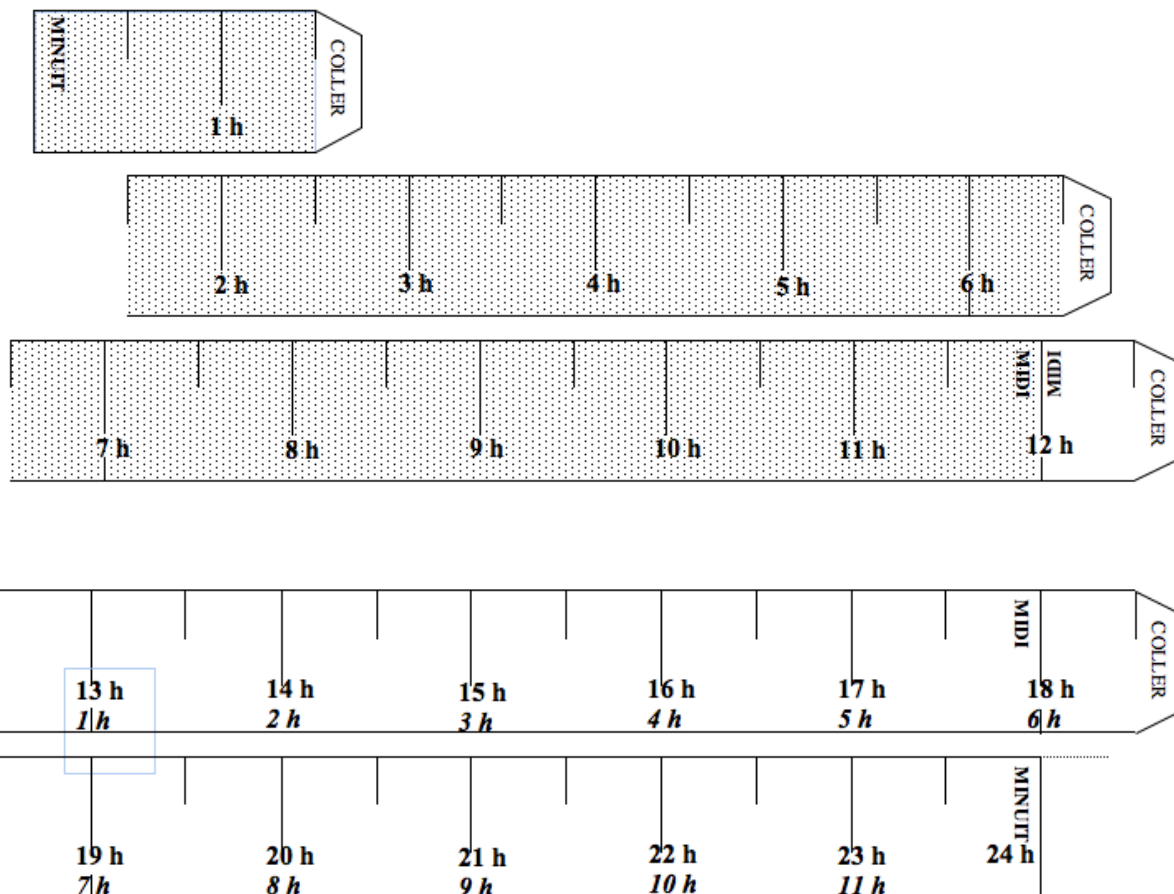 MINUIT
COLLER
1 h
COLLER
2 h
3 h
4 h
5 h
6 h
MIDI
MIDI
COLLER
7 h
8 h
9 h
10 h
11 h
12 h
MIDI
COLLER
13 h
14 h
15 h
16 h
17 h
18 h
1 h
2 h
3 h
4 h
5 h
6 h
MINUIT
19 h
20 h
21 h
22 h
23 h
24 h
7 h
8 h
9 h
10 h
11 h